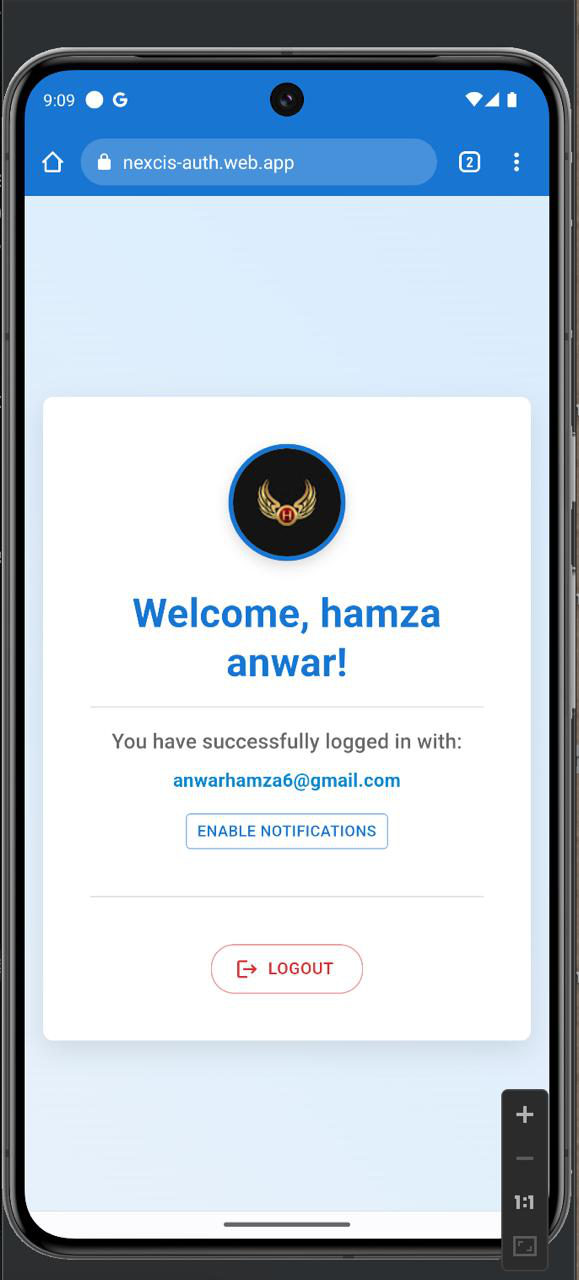 9:09 G
nexcis-auth.web.app 2
H
Welcome, hamza
anwar!
You have successfully logged in with:
anwarhamza6@gmail.com
ENABLE NOTIFICATIONS
LOGOUT
1:1